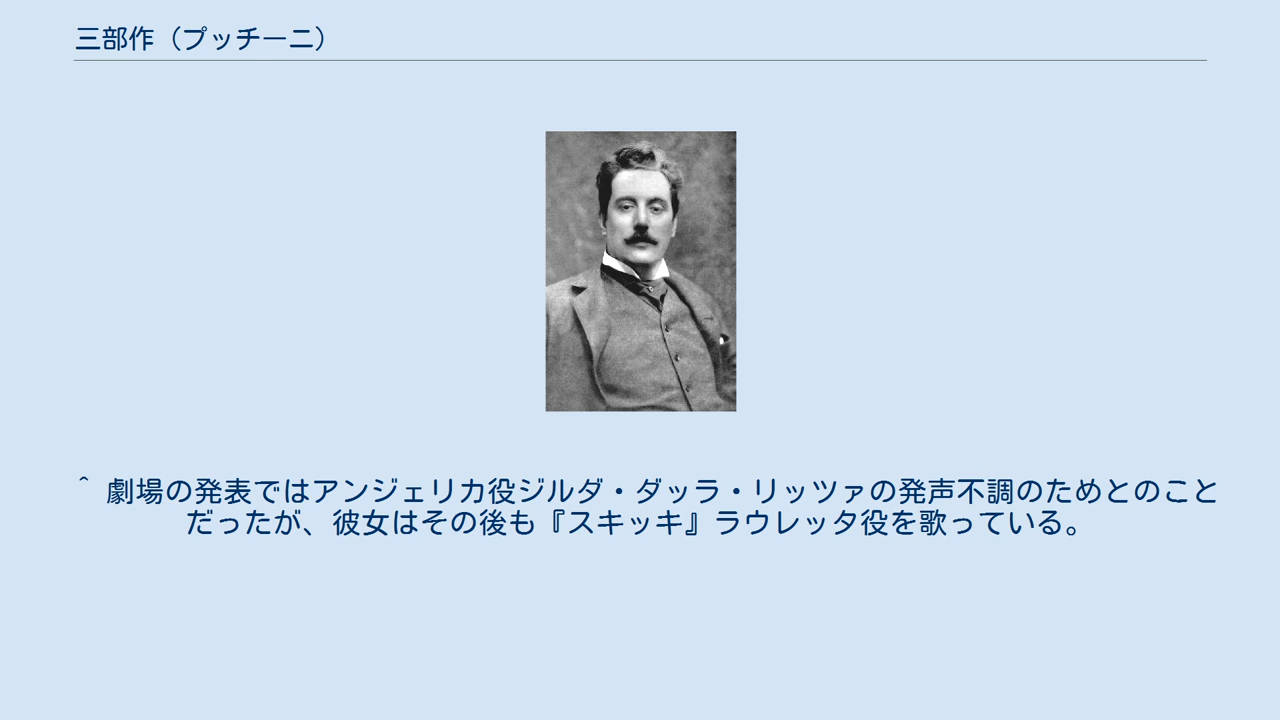 三部作（プッチーニ）
^ 劇場の発表ではアンジェリカ役ジルダ・ダッラ・リッツァの発声不調のためとのこと
だったが、彼女はその後も『スキッキ』ラウレッタ役を歌っている。